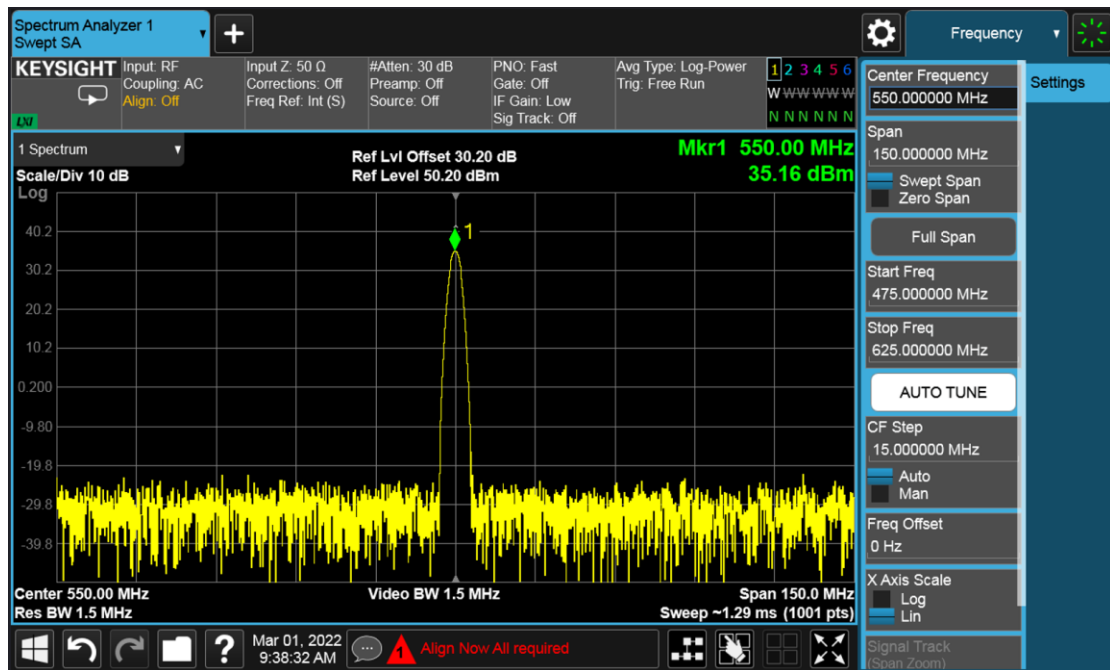 Spectrum Analyzer 1
Swept SA
+
Frequency
KEYSIGHT
LXI
Input: RF
Coupling: AC
Align: Off
Input Z: 50 Ω
Corrections: Off
Freq Ref: Int (S)
#Atten: 30 dB
Preamp: Off
Source: Off
PNO: Fast
Gate: Off
IF Gain: Low
Sig Track: Off
Avg Type: Log-Power
Trig: Free Run
1 2 3 4 5 6
W W W W W W
N N N N N N
1 Spectrum
Scale/Div 10 dB
Log
Ref Lvl Offset 30.20 dB
Ref Level 50.20 dBm
Mkr1 550.00 MHz
35.16 dBm
1
40.2
30.2
20.2
10.2
0.200
-9.80
-19.8
-29.8
-39.8
Center 550.00 MHz
Res BW 1.5 MHz
Video BW 1.5 MHz
Span 150.0 MHz
Sweep ~1.29 ms (1001 pts)
Center Frequency
550.000000 MHz
Span
150.000000 MHz
Swept Span
Zero Span
Full Span
Start Freq
475.000000 MHz
Stop Freq
625.000000 MHz
AUTO TUNE
CF Step
15.000000 MHz
Auto
Man
Freq Offset
0 Hz
X Axis Scale
Log
Lin
Signal Track
(Span Zoom)
Settings
?
Mar 01, 2022
9:38:32 AM
1
Align Now All required